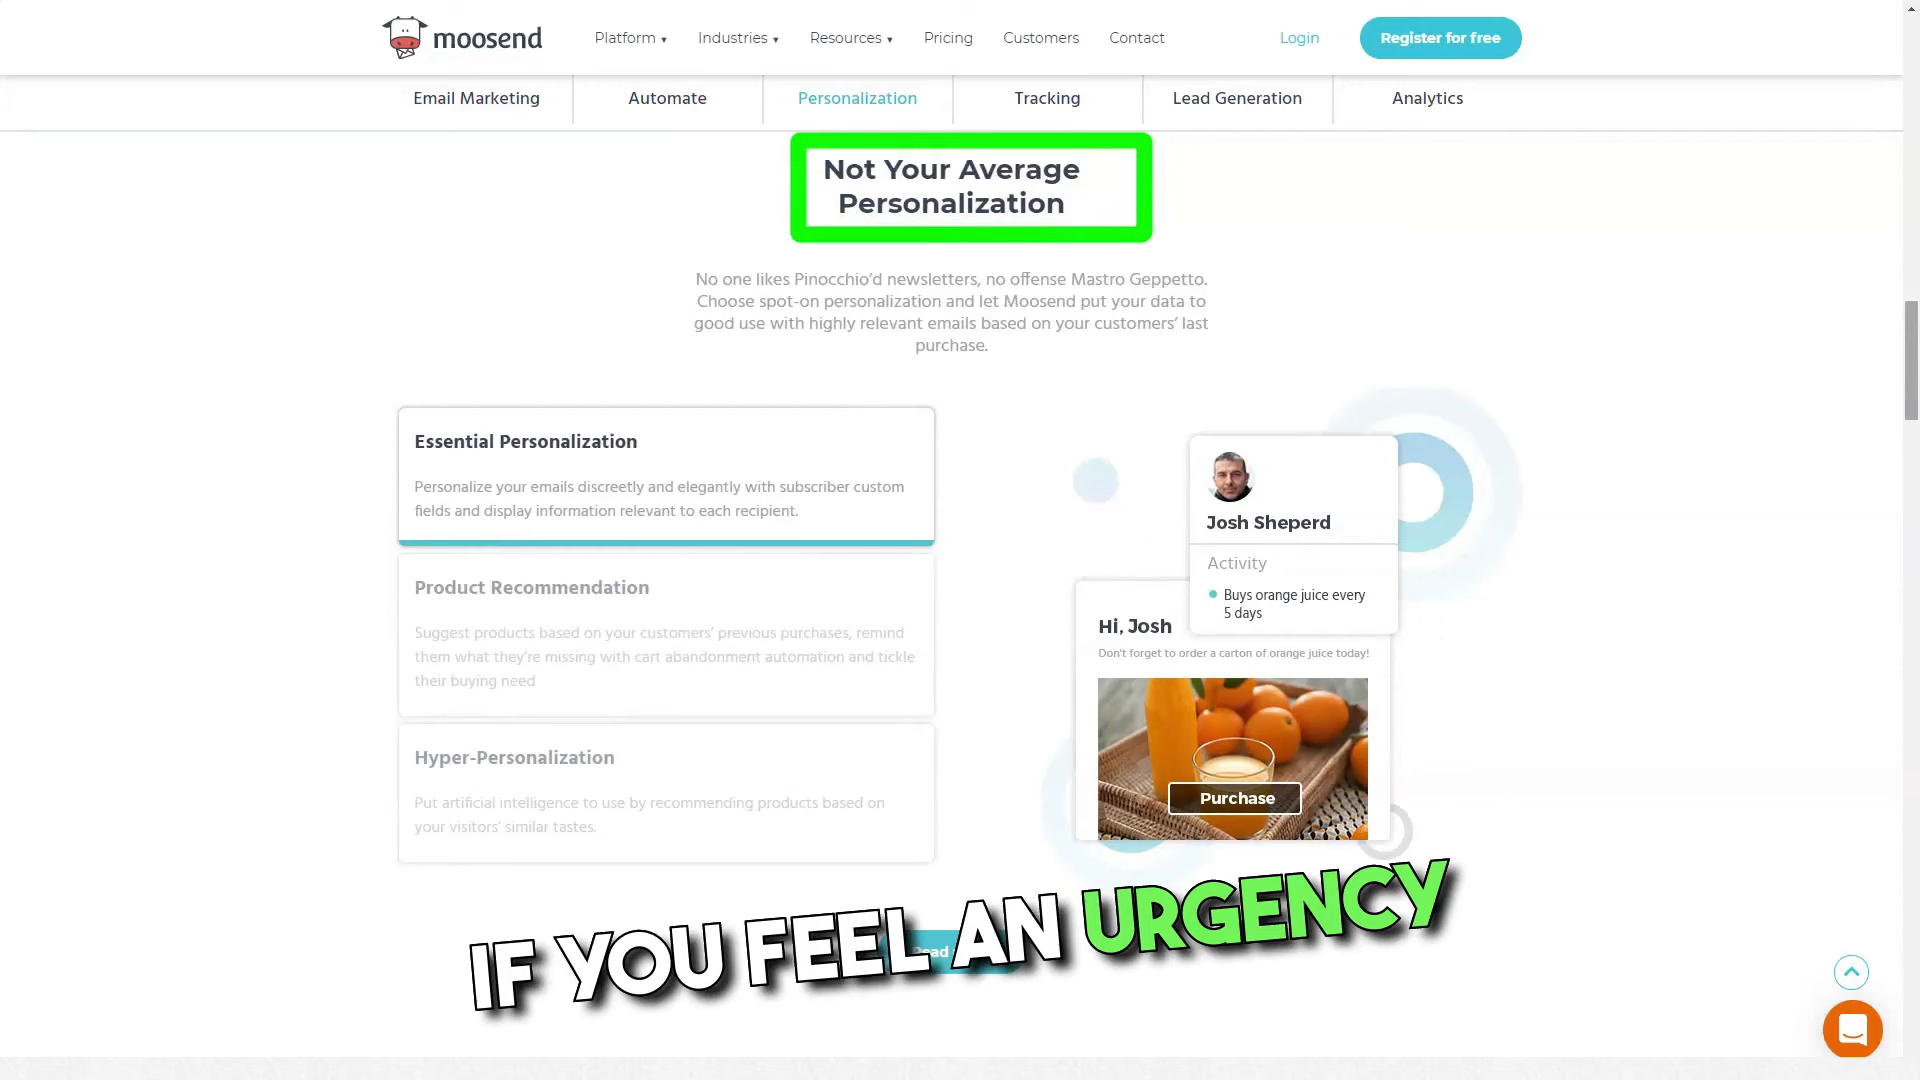 moosend
Platform ▾ Industries ▾ Resources ▾ Pricing Customers Contact Login Register for free
Email Marketing Automate Personalization Tracking Lead Generation Analytics
Not Your Average
Personalization
No one likes Pinocchio’d newsletters, no offense Mastro Geppetto.
Choose spot-on personalization and let Moosend put your data to
good use with highly relevant emails based on your customers’ last
purchase.
Essential Personalization
Personalize your emails discreetly and elegantly with subscriber custom
fields and display information relevant to each recipient.
Product Recommendation
Suggest products based on your customers’ previous purchases, remind
them what they’re missing with cart abandonment automation and tickle
their buying need
Hyper-Personalization
Put artificial intelligence to use by recommending products based on
your visitors’ similar tastes.
Josh Sheperd
Activity
Buys orange juice every
5 days
Hi, Josh
Don't forget to order a carton of orange juice today!
Purchase
IF YOU FEEL AN URGENCY